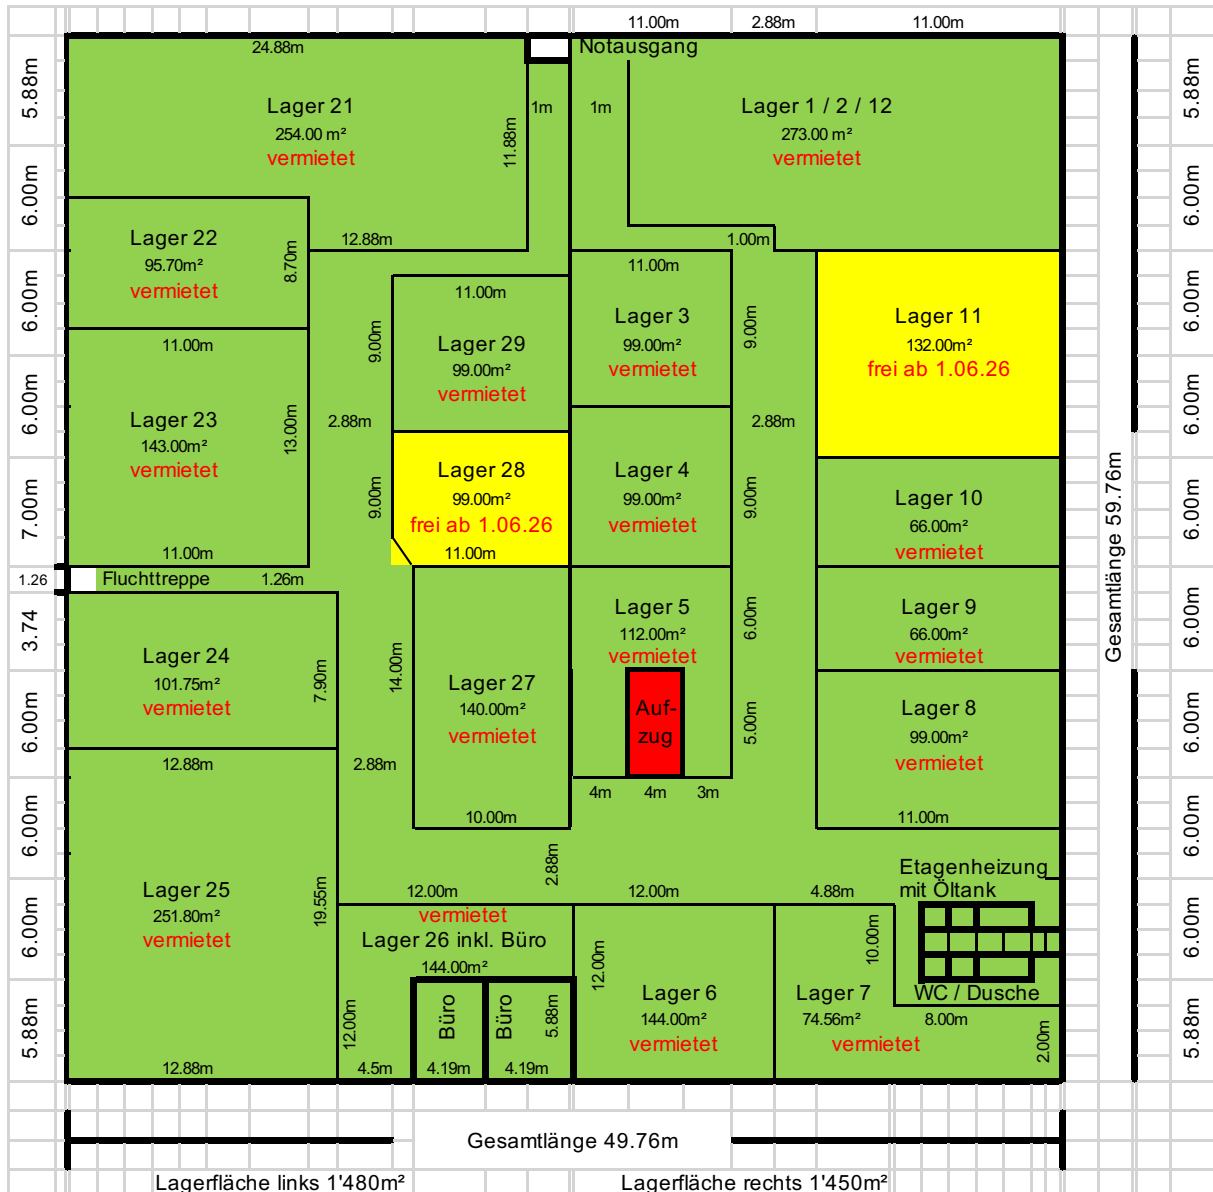 11.00m 2.88m 11.00m
24.88m
Notausgang
5.88m
Lager 21
254.00 m²
vermietet
11.88m
1m
1m
Lager 1 / 2 / 12
273.00 m²
vermietet
5.88m
6.00m
6.00m
Lager 22
95.70m²
vermietet
8.70m
12.88m
1.00m
6.00m
11.00m
11.00m
9.00m
Lager 29
99.00m²
vermietet
11.00m
Lager 3
99.00m²
vermietet
9.00m
Lager 11
132.00m²
frei ab 1.06.26
6.00m
6.00m
Lager 23
143.00m²
vermietet
13.00m
2.88m
2.88m
6.00m
7.00m
9.00m
Lager 28
99.00m²
frei ab 1.06.26
11.00m
Lager 4
99.00m²
vermietet
9.00m
Lager 10
66.00m²
vermietet
6.00m
Gesamtlänge 59.76m
11.00m
1.26
Fluchttreppe
1.26m
3.74
Lager 5
112.00m²
vermietet
6.00m
Lager 9
66.00m²
vermietet
6.00m
Lager 24
101.75m²
vermietet
7.90m
14.00m
Lager 27
140.00m²
vermietet
Auf-
zug
5.00m
Lager 8
99.00m²
vermietet
6.00m
6.00m
12.88m
2.88m
4m 4m 3m
10.00m
11.00m
6.00m
6.00m
2.88m
Etagenheizung
mit Öltank
Lager 25
251.80m²
vermietet
19.55m
12.00m
12.00m
4.88m
vermietet
Lager 26 inkl. Büro
144.00m²
12.00m
10.00m
6.00m
6.00m
WC / Dusche
5.88m
12.00m
Büro
Büro
5.88m
Lager 6
144.00m²
vermietet
Lager 7
74.56m²
vermietet
8.00m
2.00m
5.88m
12.88m
4.5m
4.19m
4.19m
Gesamtlänge 49.76m
Lagerfläche links 1'480m²
Lagerfläche rechts 1'450m²